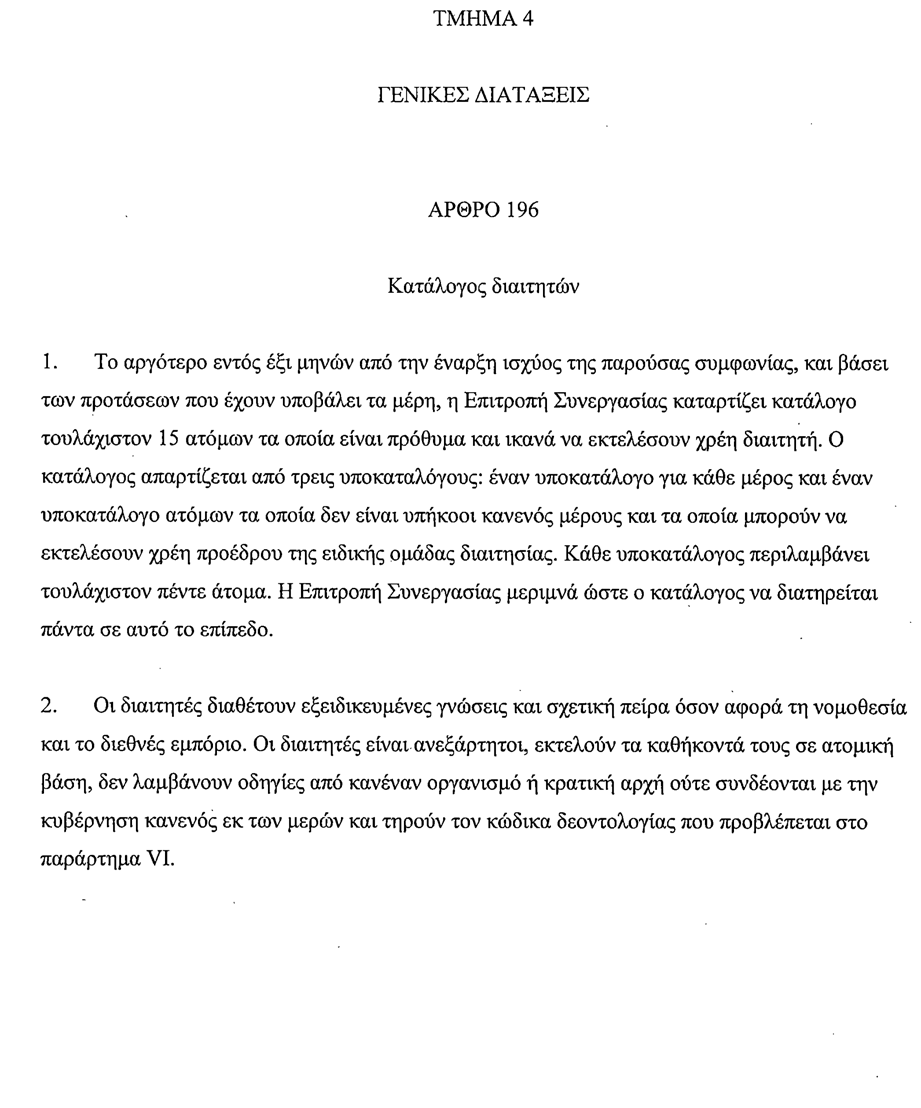 ΤΜΗΜΑ 4
ΓΕΝΙΚΕΣ ΔΙΑΤΑΞΕΙΣ
ΑΡΘΡΟ 196
Κατάλογος διαιτητών
1. Το αργότερο εντός έξι μηνών από την έναρξη ισχύος της παρούσας συμφωνίας, και βάσει
των προτάσεων που έχουν υποβάλει τα μέρη, η Επιτροπή Συνεργασίας καταρτίζει κατάλογο
τουλάχιστον 15 ατόμων τα οποία είναι πρόθυμα και ικανά να εκτελέσουν χρέη διαιτητή. Ο
κατάλογος απαρτίζεται από τρεις υποκαταλόγους: έναν υποκατάλογο για κάθε μέρος και έναν
υποκατάλογο ατόμων τα οποία δεν είναι υπήκοοι κανενός μέρους και τα οποία μπορούν να
εκτελέσουν χρέη προέδρου της ειδικής ομάδας διαιτησίας. Κάθε υποκατάλογος περιλαμβάνει
τουλάχιστον πέντε άτομα. Η Επιτροπή Συνεργασίας μεριμνά ώστε ο κατάλογος να διατηρείται
πάντα σε αυτό το επίπεδο.
2. Οι διαιτητές διαθέτουν εξειδικευμένες γνώσεις και σχετική πείρα όσον αφορά τη νομοθεσία
και το διεθνές εμπόριο. Οι διαιτητές είναι ανεξάρτητοι, εκτελούν τα καθήκοντά τους σε ατομική
βάση, δεν λαμβάνουν οδηγίες από κανέναν οργανισμό ή κρατική αρχή ούτε συνδέονται με την
κυβέρνηση κανενός εκ των μερών και τηρούν τον κώδικα δεοντολογίας που προβλέπεται στο
παράρτημα VI.